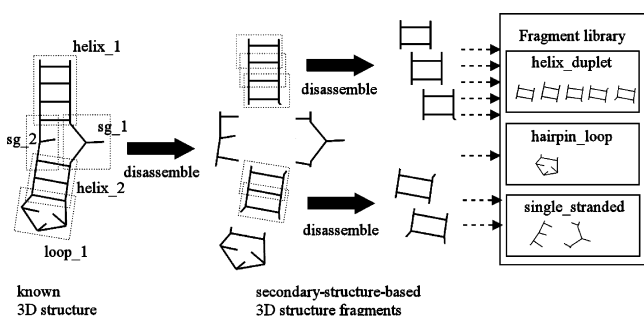 helix_1
sg_2
sg_1
helix_2
loop_1
known
3D structure
disassemble
disassemble
disassemble
secondary-structure-based
3D structure fragments
Fragment library
helix_duplet
hairpin_loop
single_stranded